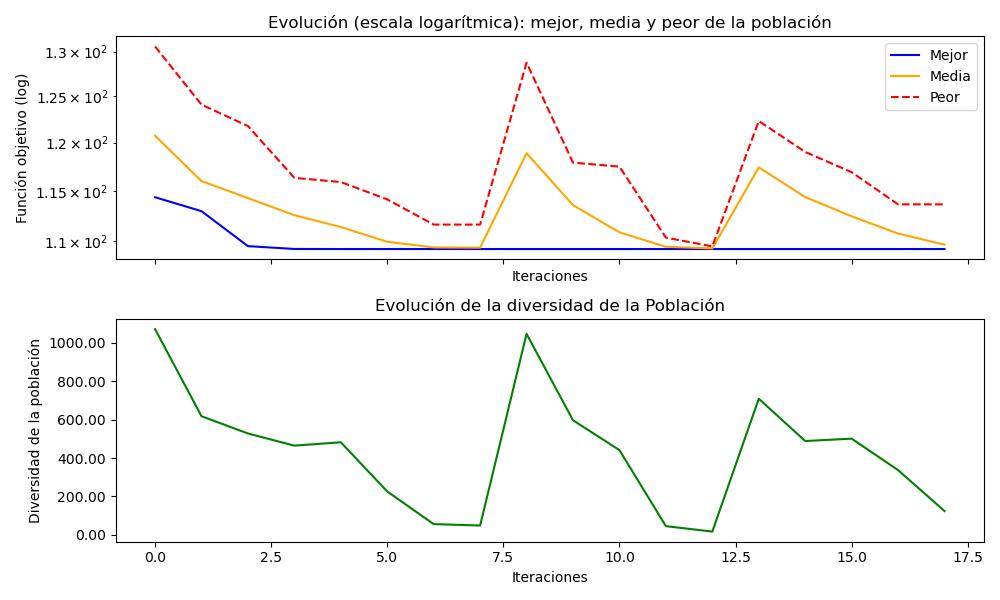 Evolución (escala logarítmica): mejor, media y peor de la población
Función objetivo (log)
1.3 × 10²
1.25 × 10²
1.2 × 10²
1.15 × 10²
1.1 × 10²
Mejor
Media
Peor
Iteraciones
Evolución de la diversidad de la Población
Diversidad de la población
1000.00
800.00
600.00
400.00
200.00
0.00
0.0 2.5 5.0 7.5 10.0 12.5 15.0 17.5
Iteraciones